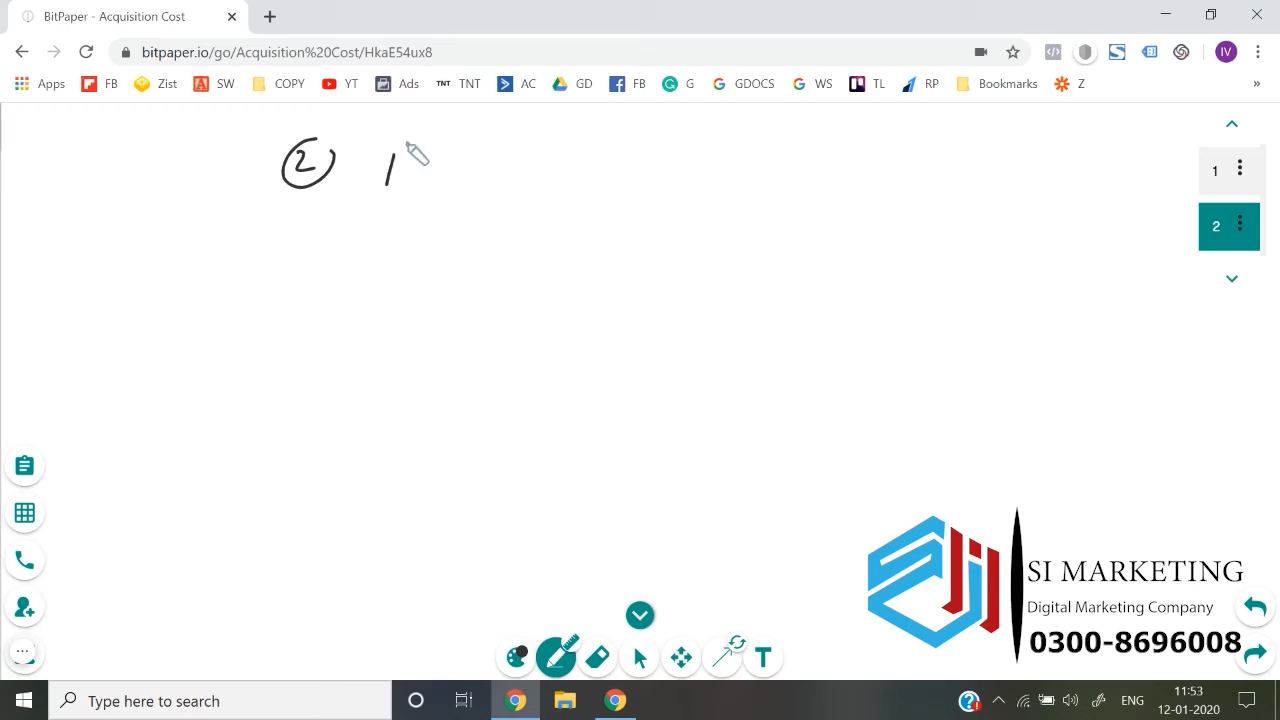 BitPaper - Acquisition Cost
bitpaper.io/go/Acquisition%20Cost/HkaE54ux8
IV
Apps FB Zist SW COPY YT Ads TNT TNT AC GD FB G GDOCS WS TL RP Bookmarks Z »
2 1
1
2
SI MARKETING
Digital Marketing Company
0300-8696008
T
Type here to search
ENG
11:53
12-01-2020